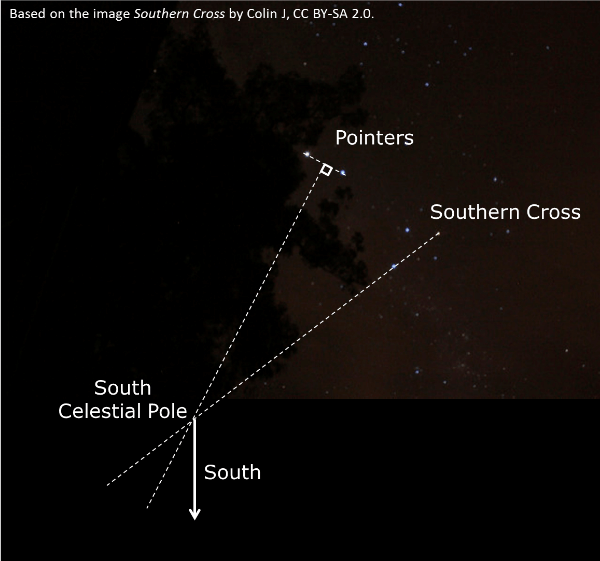 Based on the image Southern Cross by Colin J, CC BY-SA 2.0.
Pointers
Southern Cross
South
Celestial Pole
South